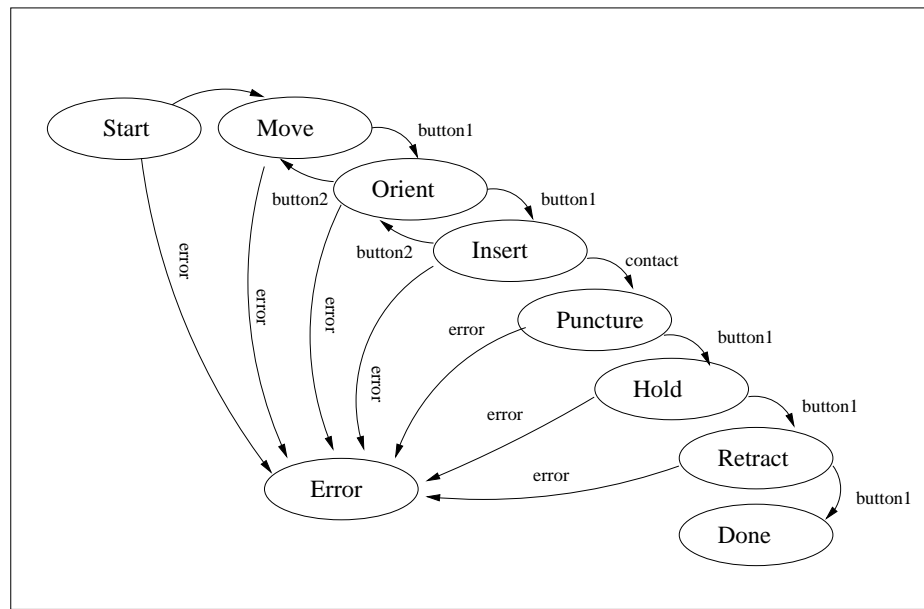 Start
Move
button1
Orient
button2
button1
Insert
button2
error
contact
error
error
Puncture
error
button1
error
Hold
error
button1
Retract
error
Error
button1
Done